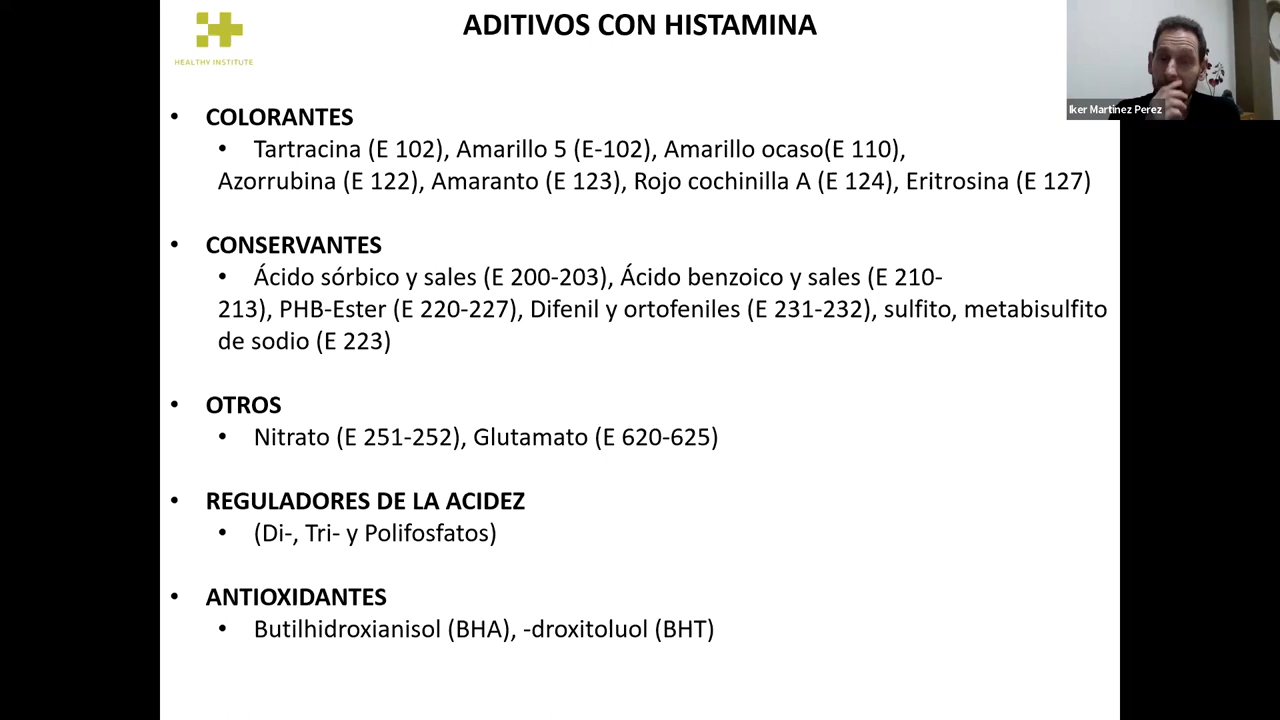 ADITIVOS CON HISTAMINA
HEALTHY INSTITUTE
Iker Martínez Perez
• COLORANTES
• Tartracina (E 102), Amarillo 5 (E-102), Amarillo ocaso(E 110),
Azorrubina (E 122), Amaranto (E 123), Rojo cochinilla A (E 124), Eritrosina (E 127)
• CONSERVANTES
• Ácido sórbico y sales (E 200-203), Ácido benzoico y sales (E 210-
213), PHB-Ester (E 220-227), Difenil y ortofeniles (E 231-232), sulfito, metabisulfito
de sodio (E 223)
• OTROS
• Nitrato (E 251-252), Glutamato (E 620-625)
• REGULADORES DE LA ACIDEZ
• (Di-, Tri- y Polifosfatos)
• ANTIOXIDANTES
• Butilhidroxianisol (BHA), -droxitoluol (BHT)